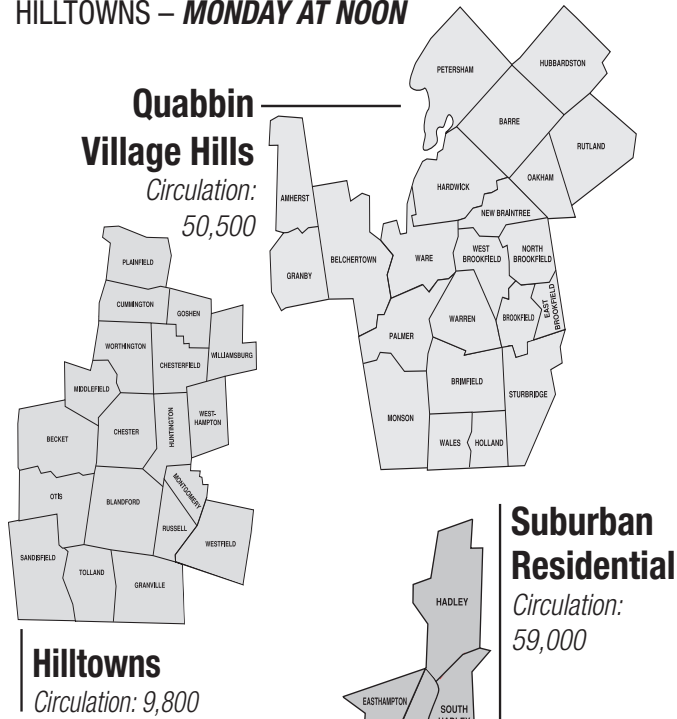 HILLTOWNS – MONDAY AT NOON
Quabbin
Village Hills
Circulation:
50,500
PETERSHAM
HUBBARDSTON
BARRE
RUTLAND
HARDWICK
OAKHAM
NEW BRAINTREE
AMHERST
GRANBY
BELCHERTOWN
WARE
WEST
BROOKFIELD
NORTH
BROOKFIELD
PALMER
WARREN
BROOKFIELD
EAST
BROOKFIELD
MONSON
BRIMFIELD
STURBRIDGE
WALES
HOLLAND
PLAINFIELD
CUMMINGTON
GOSHEN
WORTHINGTON
CHESTERFIELD
WILLIAMSBURG
MIDDLEFIELD
BECKET
CHESTER
HUNTINGTON
WEST-
HAMPTON
OTIS
BLANDFORD
MONTGOMERY
RUSSELL
WESTFIELD
SANDISFIELD
TOLLAND
GRANVILLE
Hilltowns
Circulation: 9,800
Suburban
Residential
Circulation:
59,000
HADLEY
EASTHAMPTON
SOUTH
HADLEY